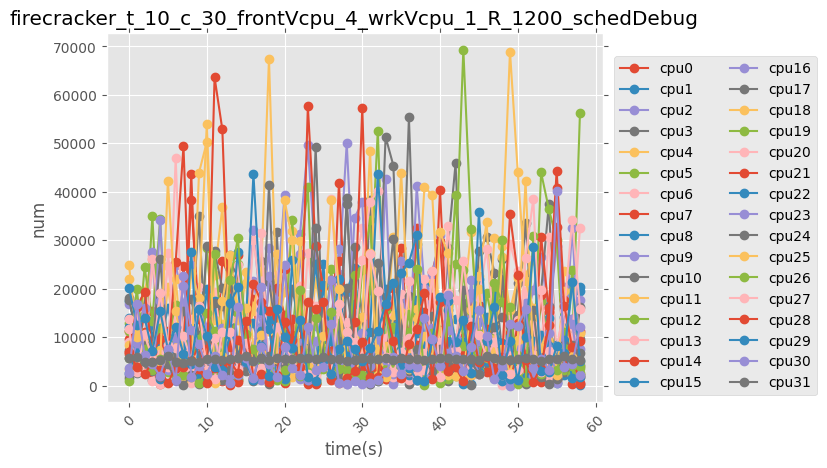 firecracker_t_10_c_30_frontVcpu_4_wrkVcpu_1_R_1200_schedDebug
70000
60000
50000
40000
30000
20000
10000
0
num
0
10
20
30
40
50
60
time(s)
cpu0
cpu1
cpu2
cpu3
cpu4
cpu5
cpu6
cpu7
cpu8
cpu9
cpu10
cpu11
cpu12
cpu13
cpu14
cpu15
cpu16
cpu17
cpu18
cpu19
cpu20
cpu21
cpu22
cpu23
cpu24
cpu25
cpu26
cpu27
cpu28
cpu29
cpu30
cpu31